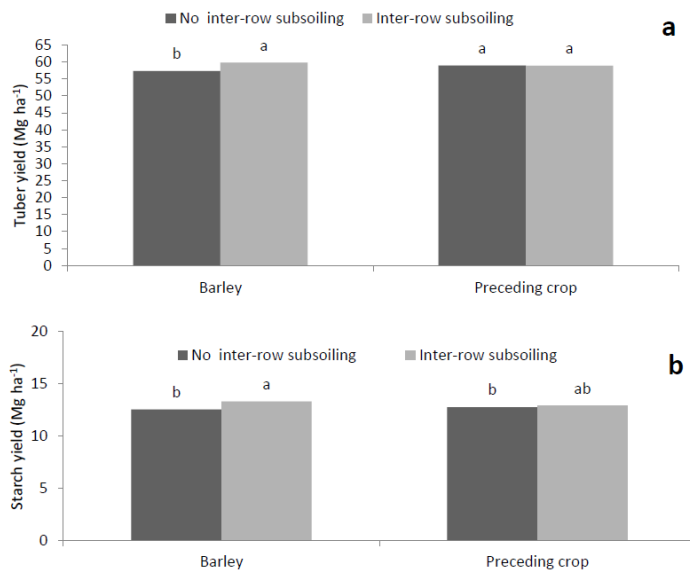 No inter-row subsoiling Inter-row subsoiling
a
65
60
55
50
45
40
35
30
25
20
15
10
5
0
Tuber yield (Mg ha⁻¹)
b a a a
Barley Preceding crop
20
15
10
5
0
Starch yield (Mg ha⁻¹)
No inter-row subsoiling Inter-row subsoiling
b
b a b ab
Barley Preceding crop